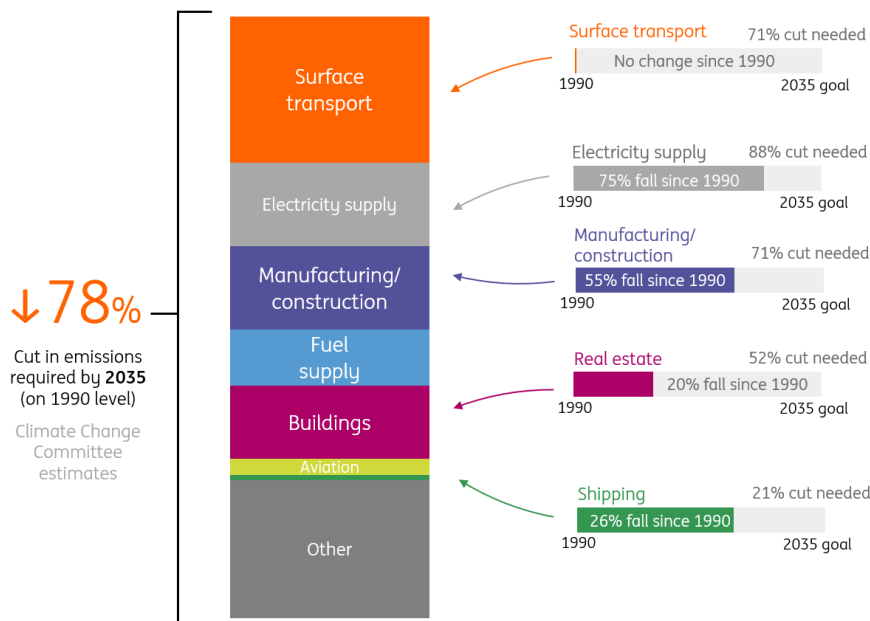 ↓78%
Cut in emissions
required by 2035
(on 1990 level)
Climate Change
Committee
estimates
Surface
transport
Electricity supply
Manufacturing/
construction
Fuel
supply
Buildings
Aviation
Other
Surface transport
71% cut needed
No change since 1990
1990
2035 goal
Electricity supply
88% cut needed
75% fall since 1990
1990
2035 goal
Manufacturing/
construction
71% cut needed
55% fall since 1990
1990
2035 goal
Real estate
52% cut needed
20% fall since 1990
1990
2035 goal
Shipping
21% cut needed
26% fall since 1990
1990
2035 goal